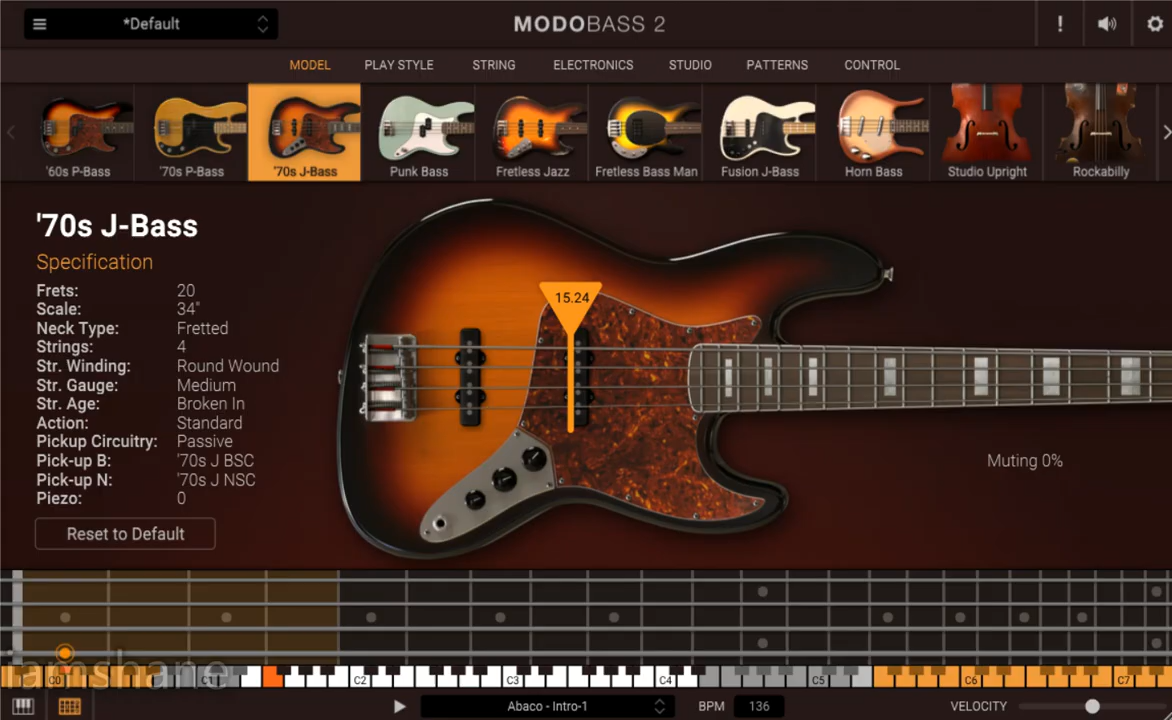 *Default
MODO BASS 2
!
MODEL PLAY STYLE STRING ELECTRONICS STUDIO PATTERNS CONTROL
'60s P-Bass '70s P-Bass '70s J-Bass Punk Bass Fretless Jazz Fretless Bass Man Fusion J-Bass Horn Bass Studio Upright Rockabilly
'70s J-Bass
Specification
Frets: 20
Scale: 34"
Neck Type: Fretted
Strings: 4
Str. Winding: Round Wound
Str. Gauge: Medium
Str. Age: Broken In
Action: Standard
Pickup Circuitry: Passive
Pick-up B: '70s J BSC
Pick-up N: '70s J NSC
Piezo: 0
Reset to Default
15.24
Muting 0%
iamshane
C0 C1 C2 C3 C4 C5 C6 C7
Abaco - Intro-1 BPM 136 VELOCITY